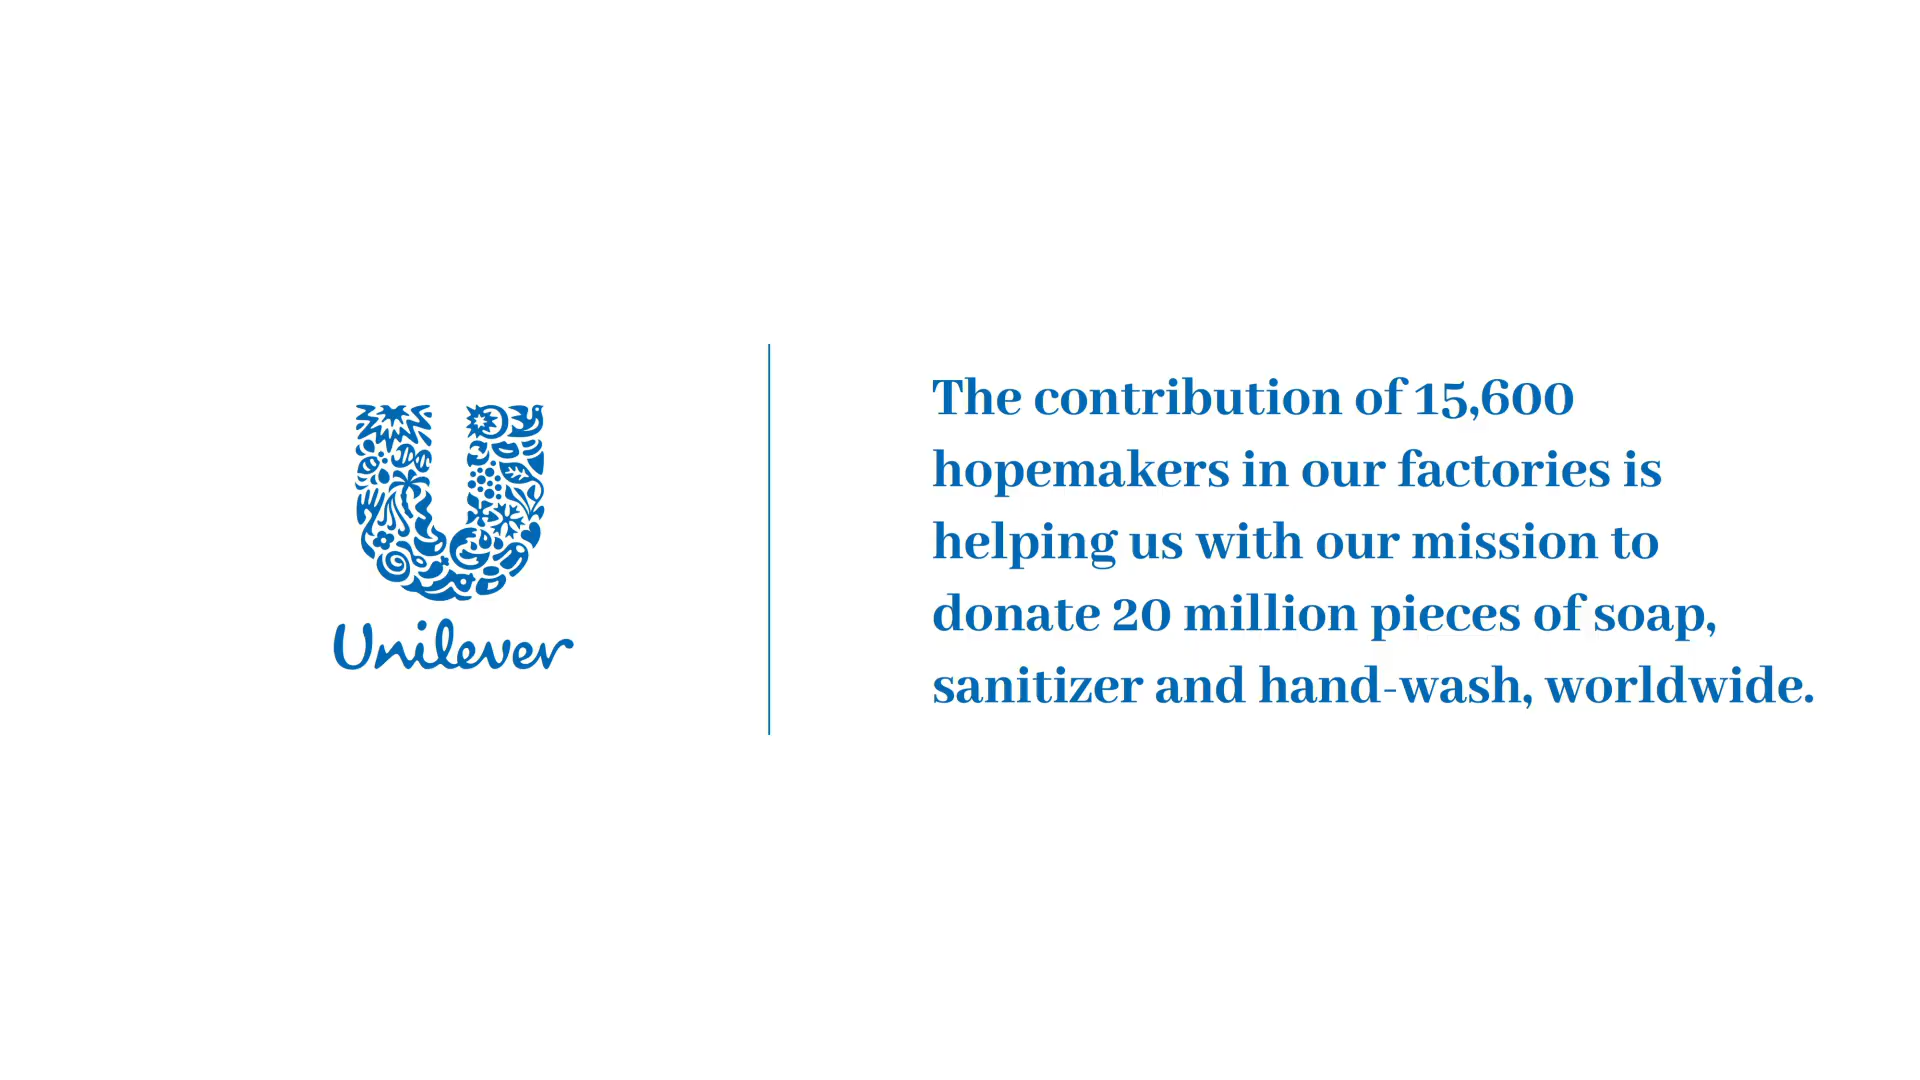 Unilever
The contribution of 15,600
hopemakers in our factories is
helping us with our mission to
donate 20 million pieces of soap,
sanitizer and hand-wash, worldwide.